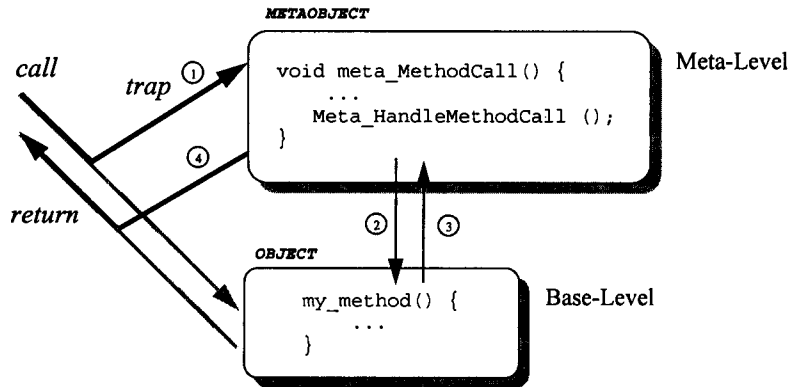 METAOBJECT
call
trap
1
void meta_MethodCall() {
...
Meta_HandleMethodCall ();
}
Meta-Level
4
return
2
3
OBJECT
my_method() {
...
}
Base-Level